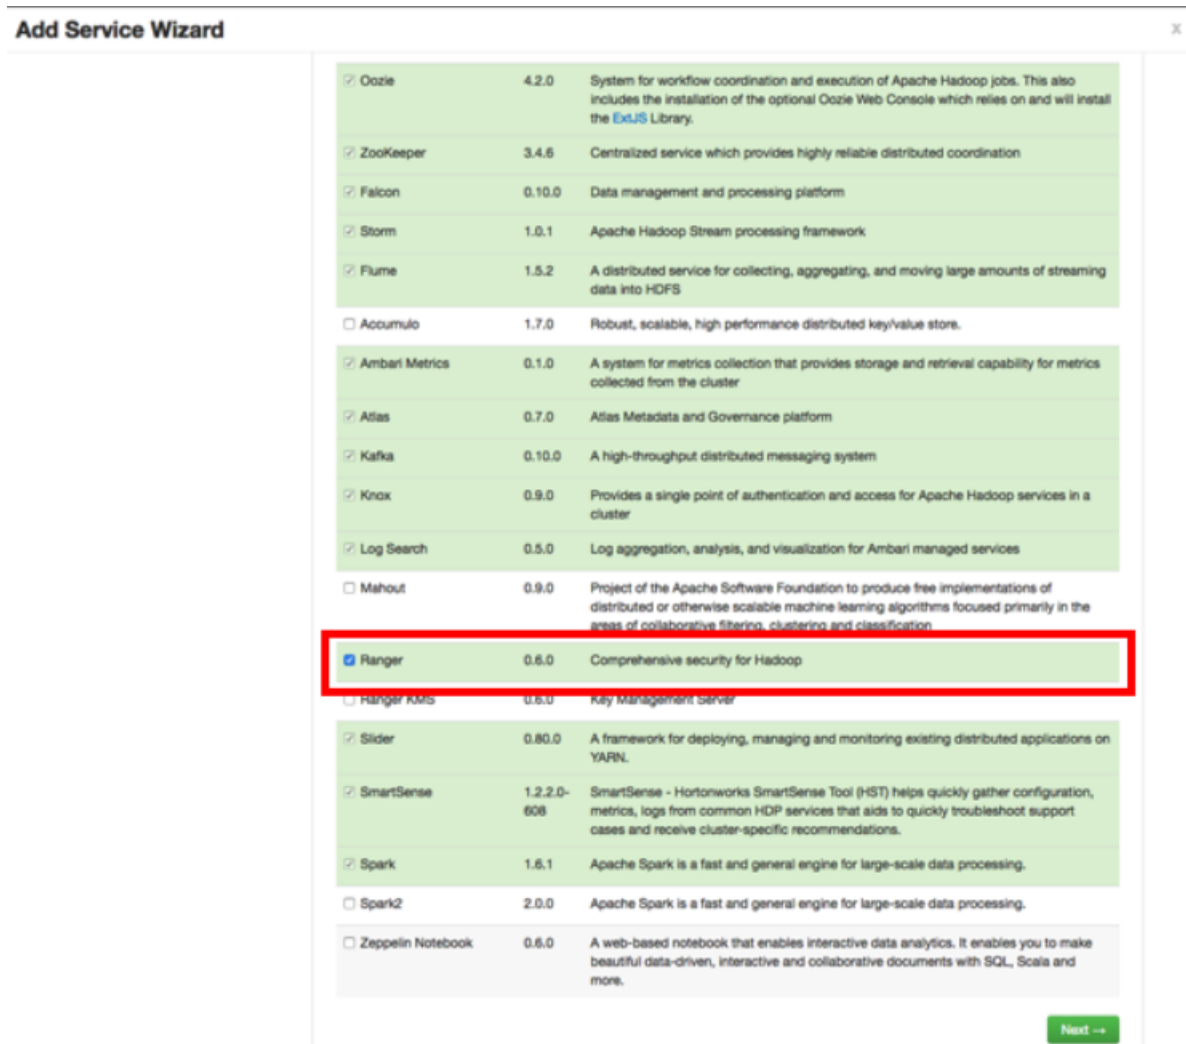 Add Service Wizard
x
Oozie 4.2.0 System for workflow coordination and execution of Apache Hadoop jobs. This also
includes the installation of the optional Oozie Web Console which relies on and will install
the ExtJS Library.
ZooKeeper 3.4.6 Centralized service which provides highly reliable distributed coordination
Falcon 0.10.0 Data management and processing platform
Storm 1.0.1 Apache Hadoop Stream processing framework
Flume 1.5.2 A distributed service for collecting, aggregating, and moving large amounts of streaming
data into HDFS
Accumulo 1.7.0 Robust, scalable, high performance distributed key/value store.
Ambari Metrics 0.1.0 A system for metrics collection that provides storage and retrieval capability for metrics
collected from the cluster
Atlas 0.7.0 Atlas Metadata and Governance platform
Kafka 0.10.0 A high-throughput distributed messaging system
Knox 0.9.0 Provides a single point of authentication and access for Apache Hadoop services in a
cluster
Log Search 0.5.0 Log aggregation, analysis, and visualization for Ambari managed services
Mahout 0.9.0 Project of the Apache Software Foundation to produce free implementations of
distributed or otherwise scalable machine learning algorithms focused primarily in the
areas of collaborative filtering, clustering and classification
Ranger 0.6.0 Comprehensive security for Hadoop
Ranger KMS 0.6.0 Key Management Server
Slider 0.80.0 A framework for deploying, managing and monitoring existing distributed applications on
YARN.
SmartSense 1.2.2.0- SmartSense - Hortonworks SmartSense Tool (HST) helps quickly gather configuration,
608 metrics, logs from common HDP services that aids to quickly troubleshoot support
cases and receive cluster-specific recommendations.
Spark 1.6.1 Apache Spark is a fast and general engine for large-scale data processing.
Spark2 2.0.0 Apache Spark is a fast and general engine for large-scale data processing.
Zeppelin Notebook 0.6.0 A web-based notebook that enables interactive data analytics. It enables you to make
beautiful data-driven, interactive and collaborative documents with SQL, Scala and
more.
Next →